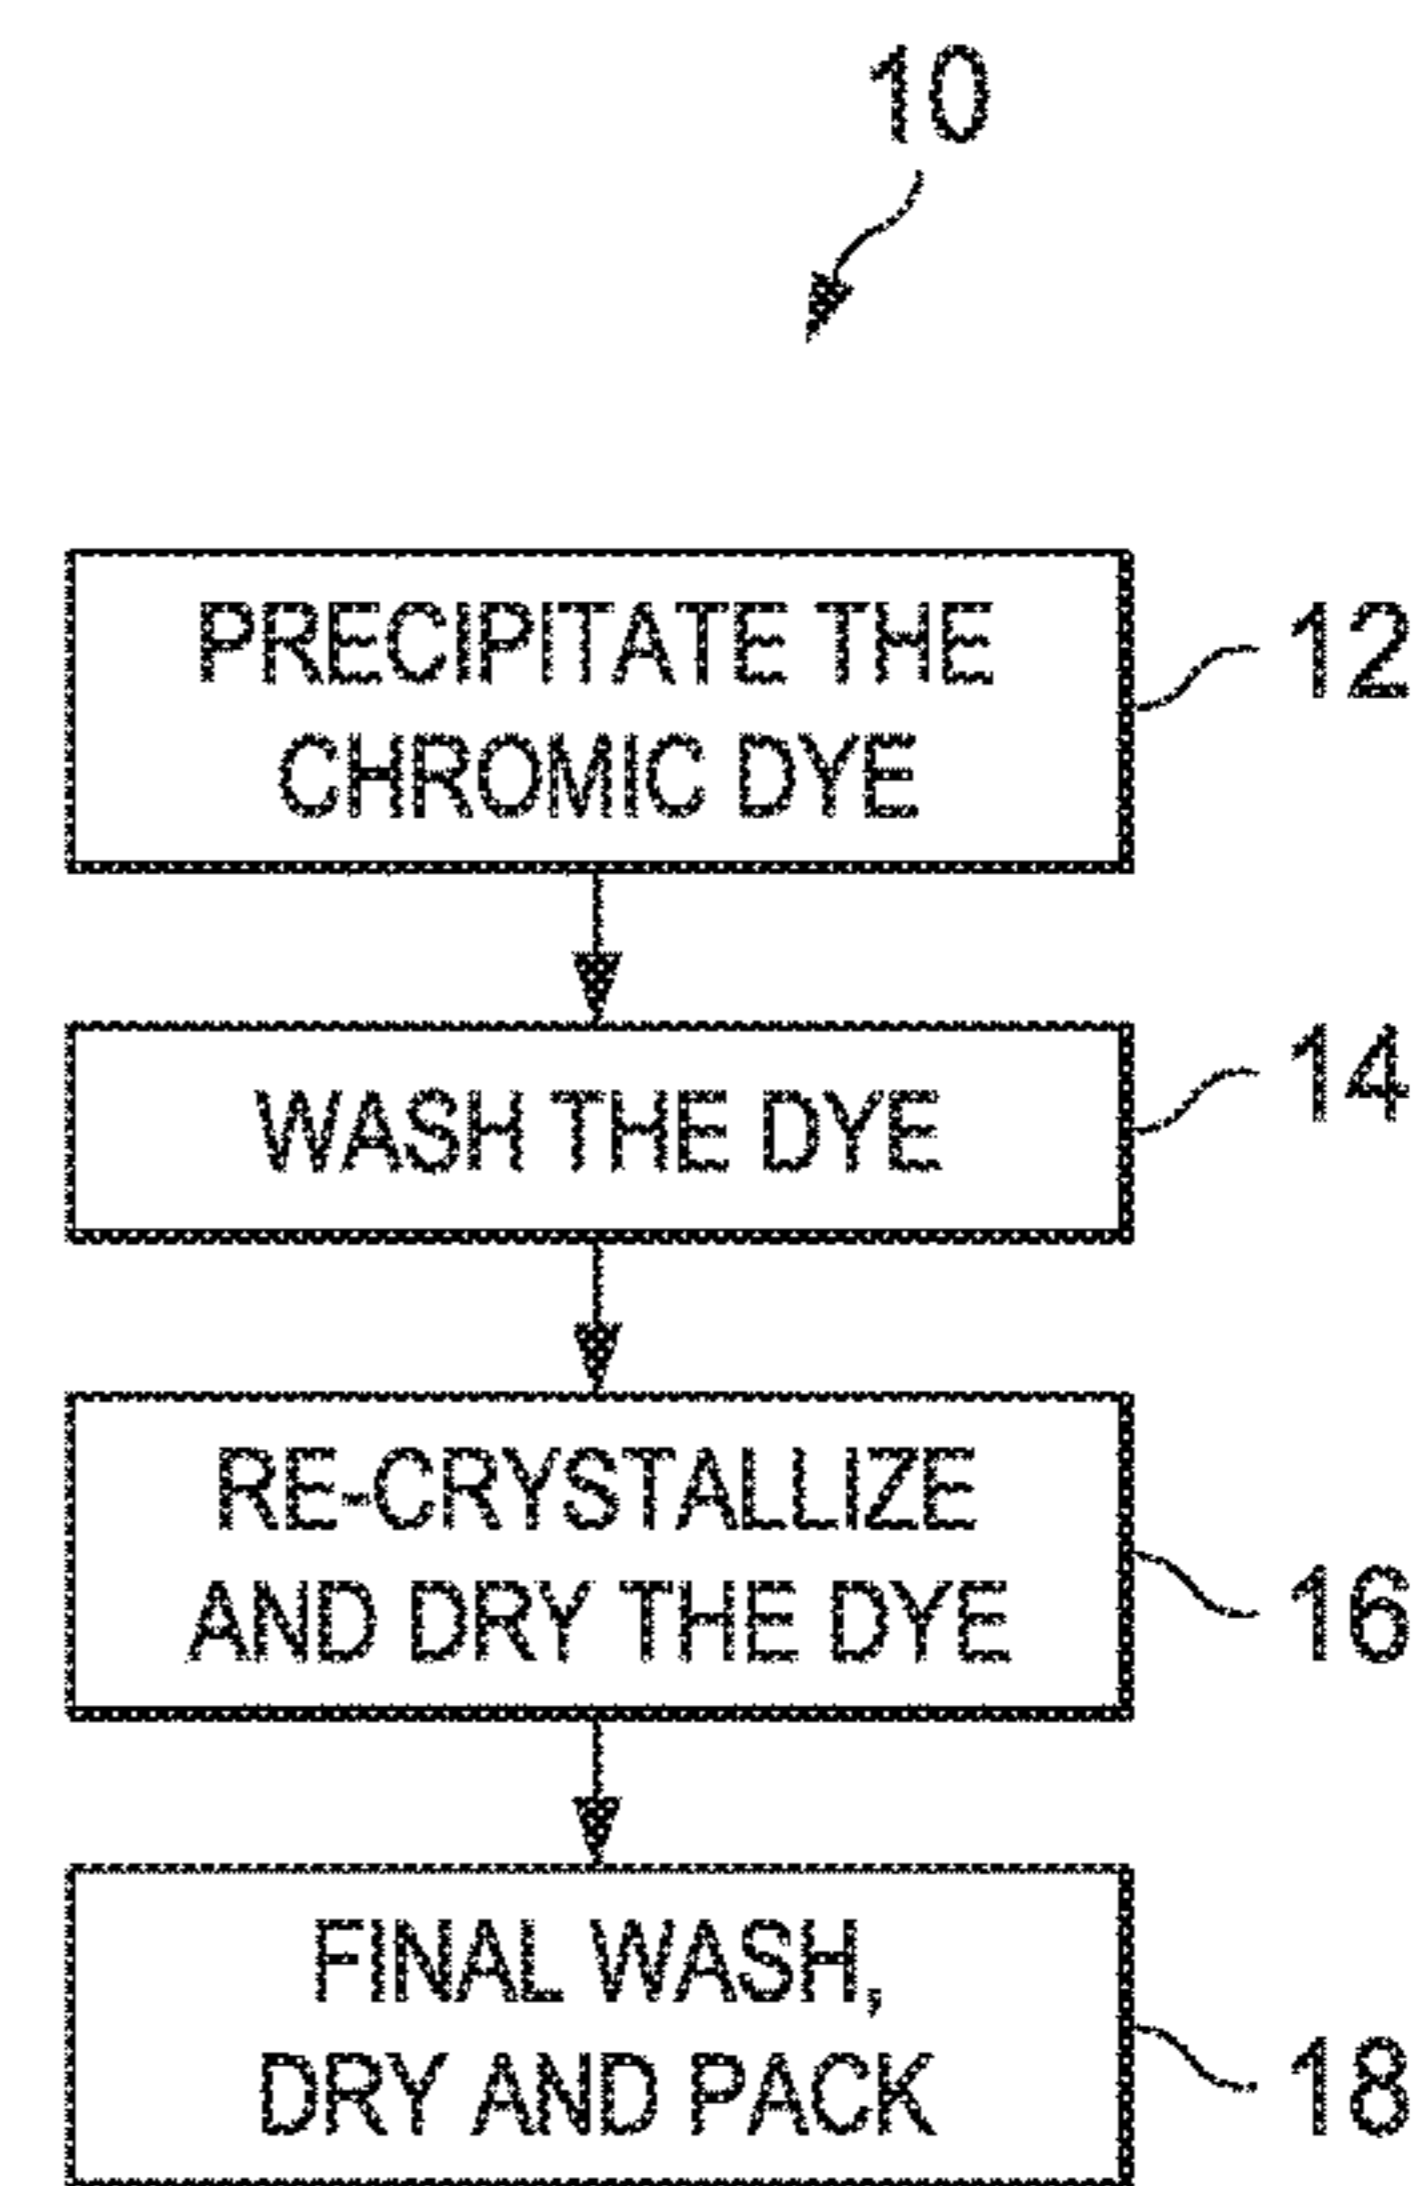 10
PRECIPITATE THE
CHROMIC DYE
12
WASH THE DYE
14
RE-CRYSTALLIZE
AND DRY THE DYE
16
FINAL WASH,
DRY AND PACK
18